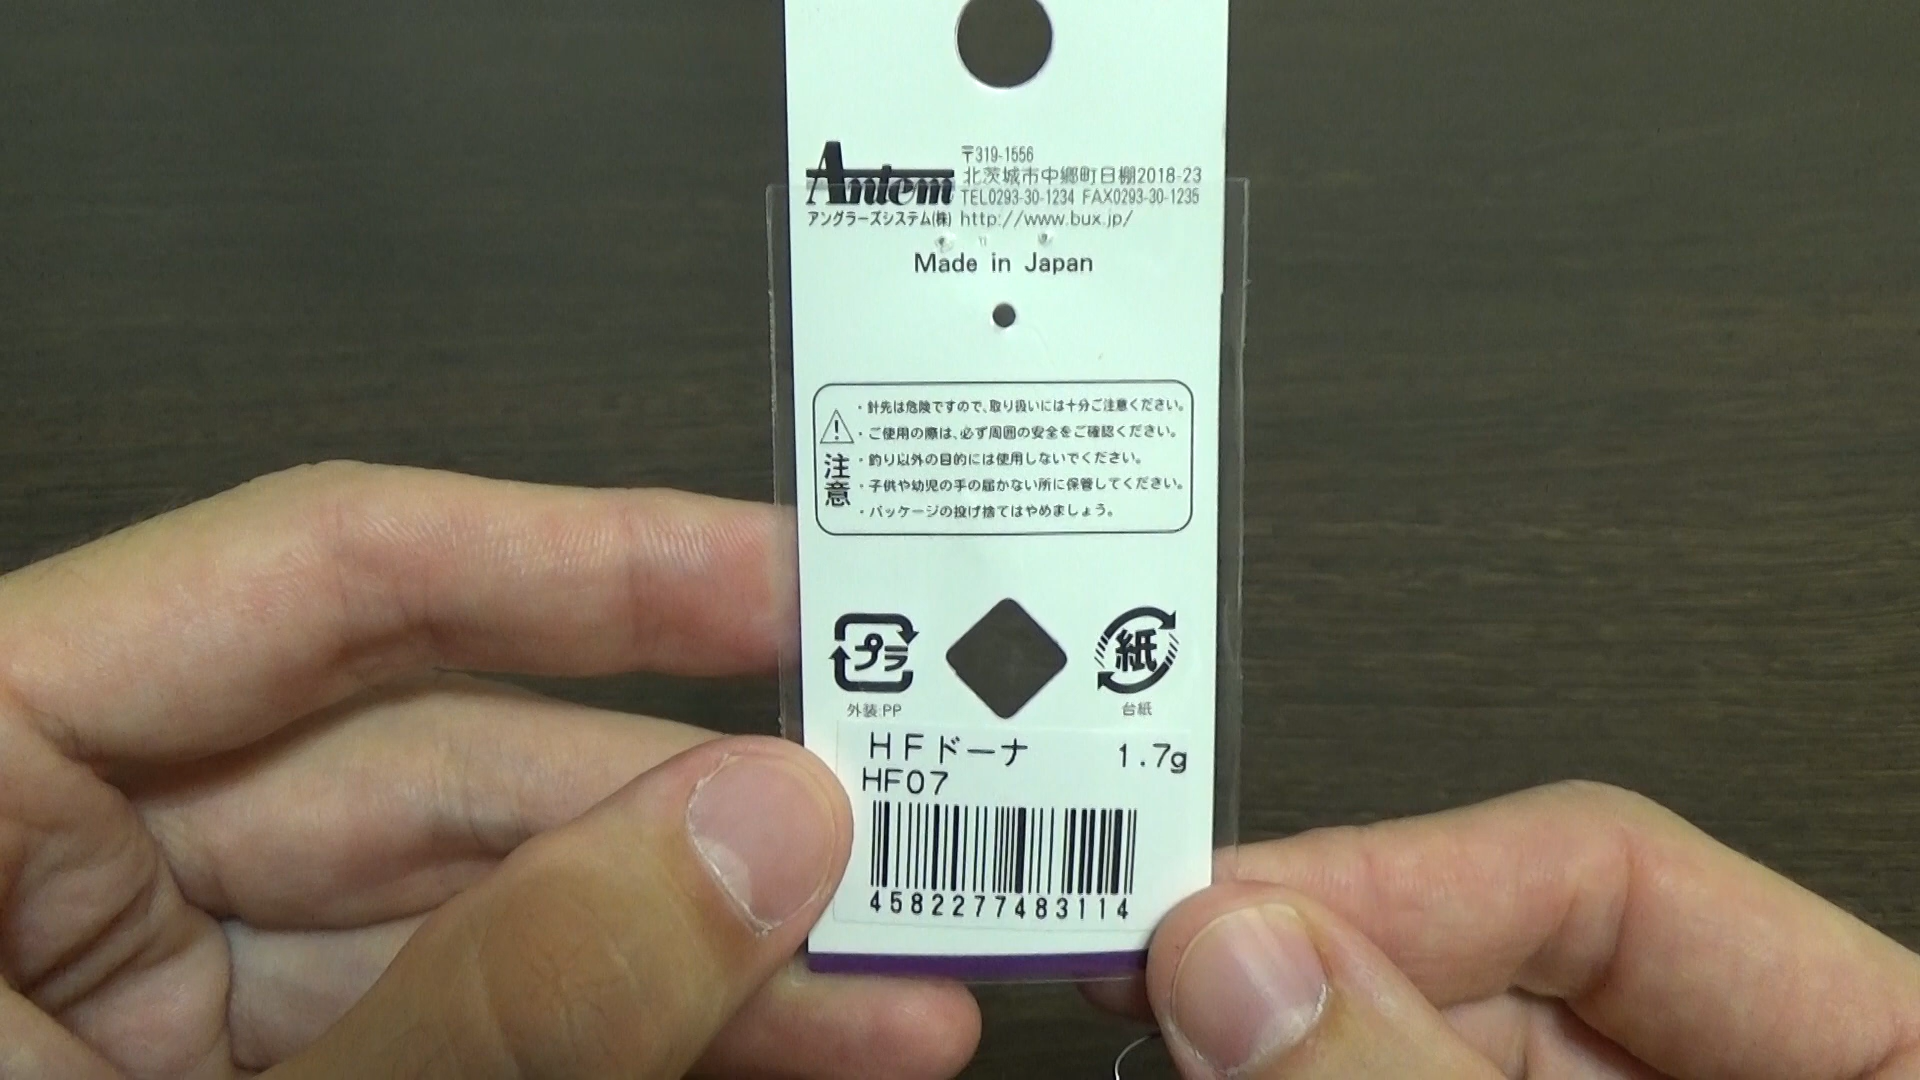 Antem
〒319-1556
北茨城市中郷町日棚2018-23
TEL0293-30-1234 FAX0293-30-1235
アングラーズシステム(株) http://www.bux.jp/
Made in Japan
注意
・針先は危険ですので、取り扱いには十分ご注意ください。
・ご使用の際は、必ず周囲の安全をご確認ください。
・釣り以外の目的には使用しないでください。
・子供や幼児の手の届かない所に保管してください。
・パッケージの投げ捨てはやめましょう。
プラ
外装:PP
紙
台紙
HFドーナ 1.7g
HF07
4582277483114